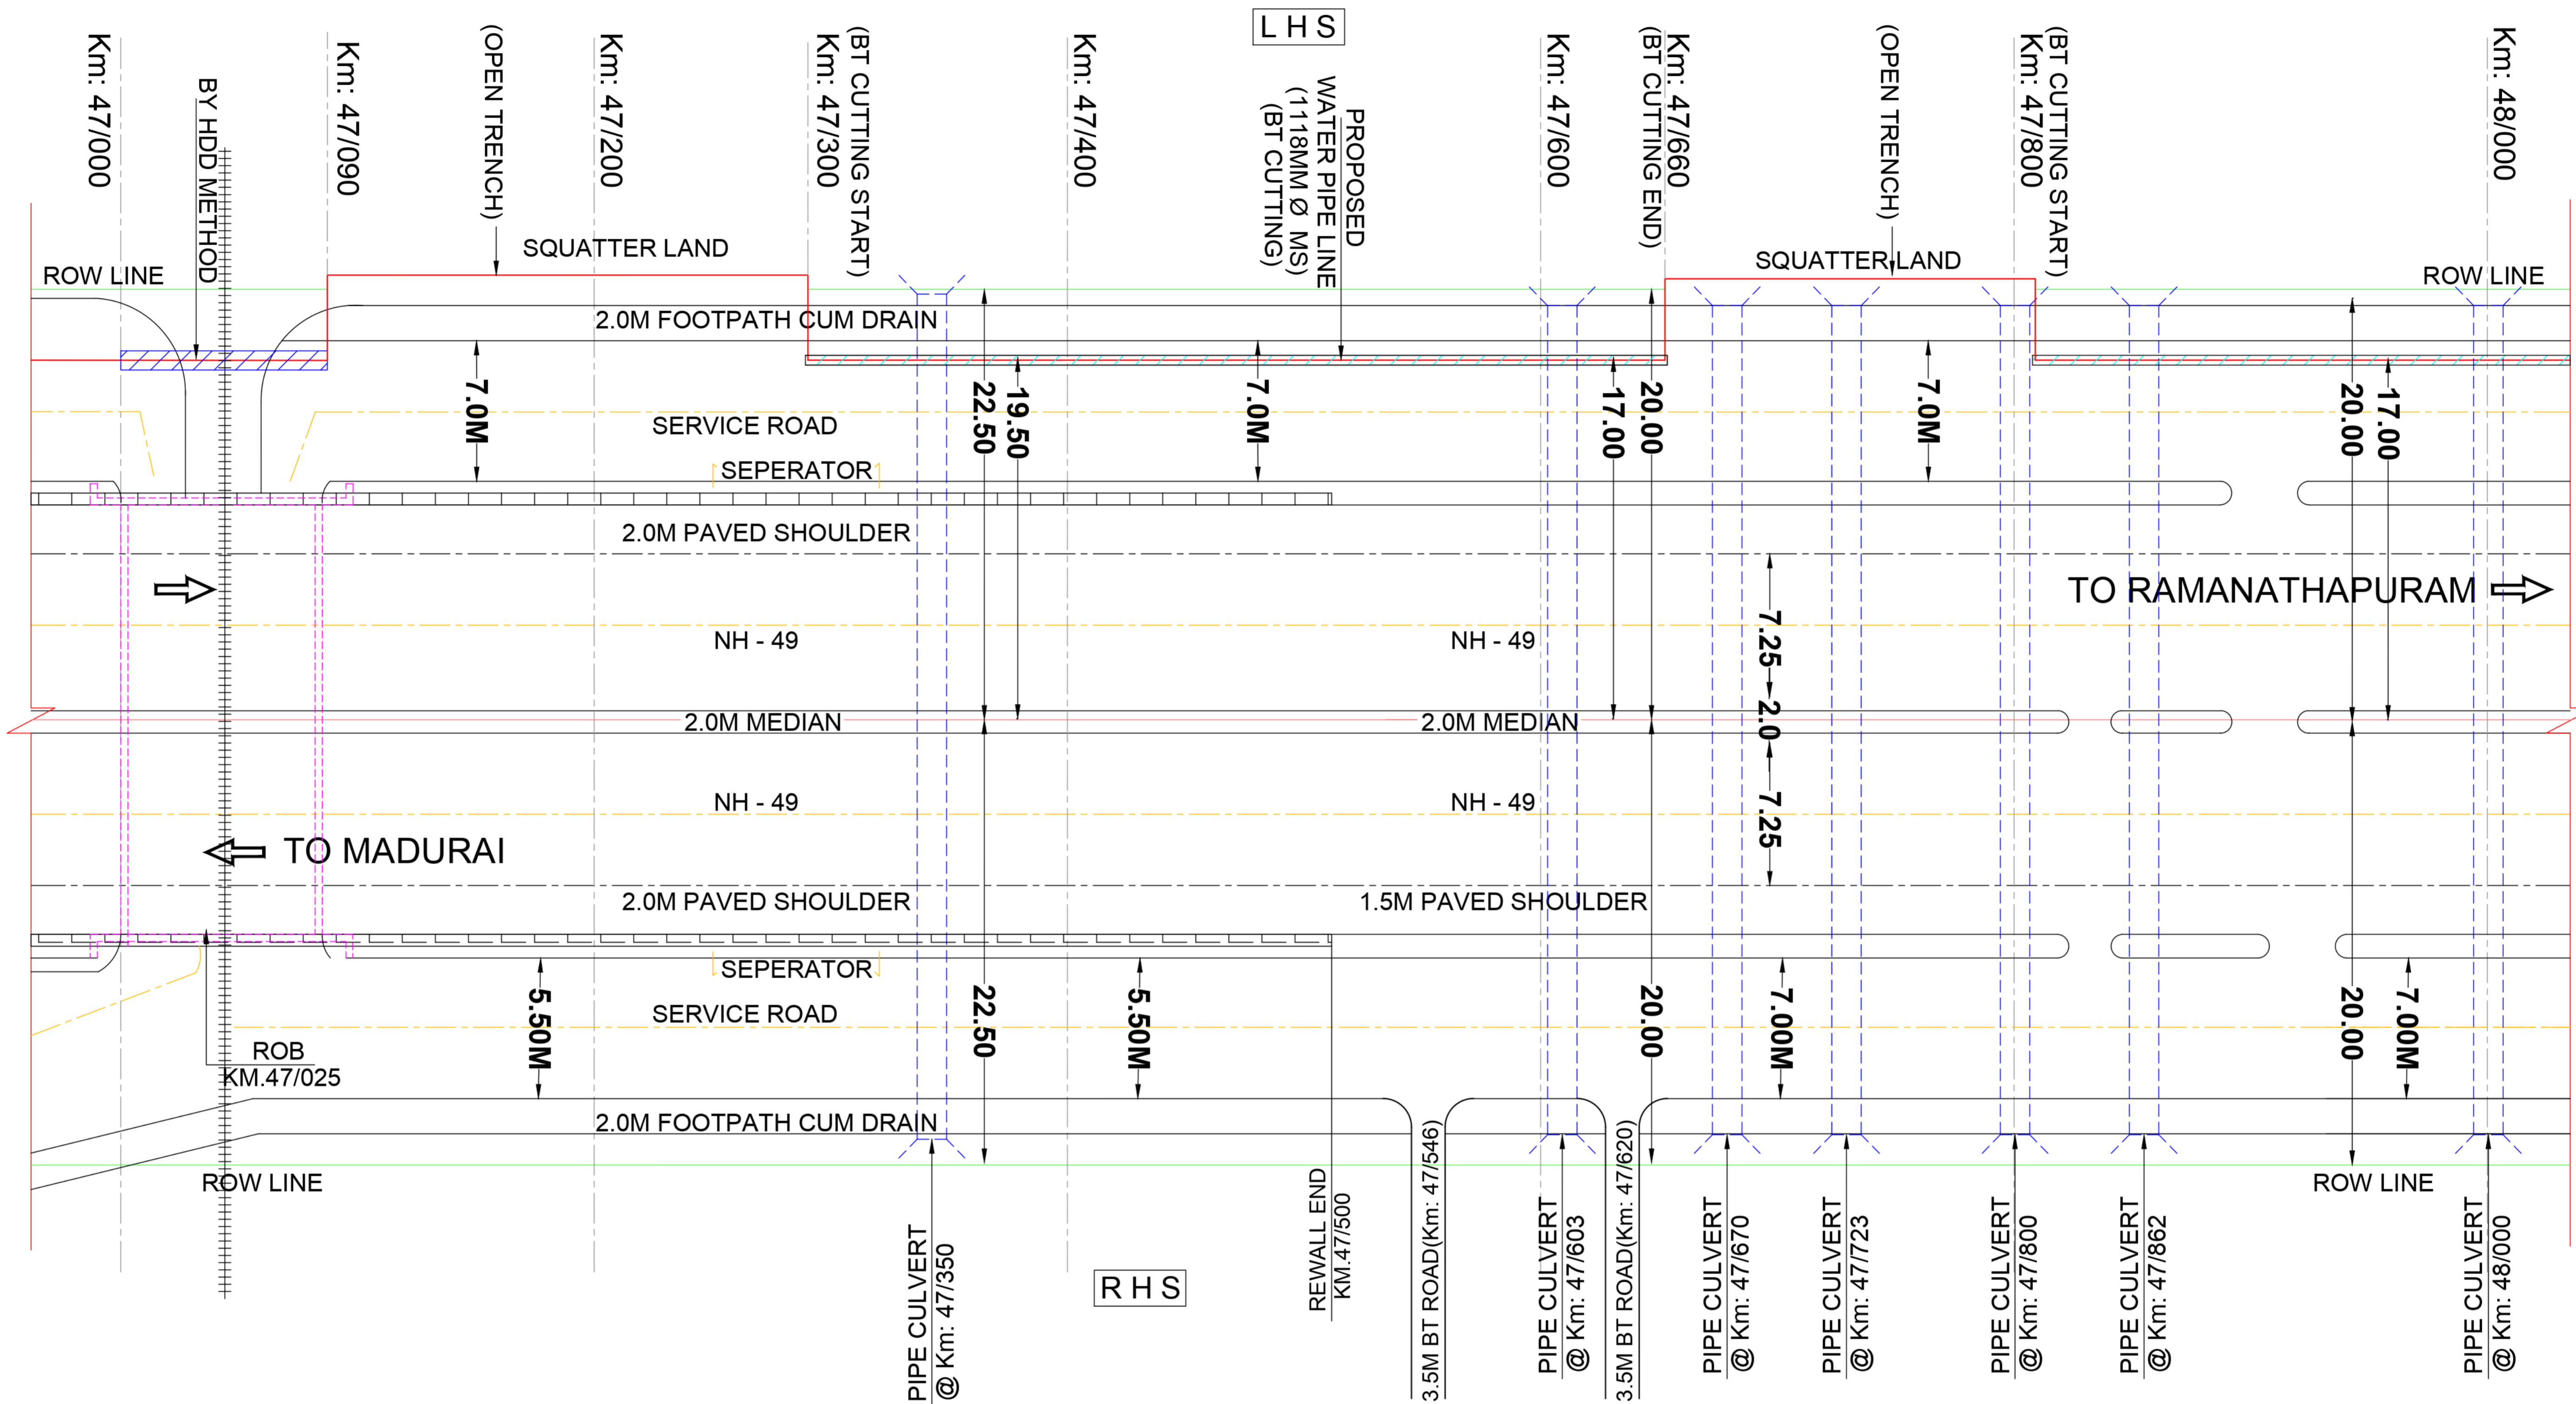 L H S
Km: 47/000
BY HDD METHOD
Km: 47/090
(OPEN TRENCH)
Km: 47/200
Km: 47/300
(BT CUTTING START)
Km: 47/400
PROPOSED
WATER PIPE LINE
(1118MM Ø MS)
(BT CUTTING)
Km: 47/600
Km: 47/660
(BT CUTTING END)
(OPEN TRENCH)
(BT CUTTING START)
Km: 47/800
Km: 48/000
ROW LINE
SQUATTER LAND
SQUATTER LAND
ROW LINE
2.0M FOOTPATH CUM DRAIN
7.0M
22.50
19.50
7.0M
17.00
20.00
7.0M
20.00
17.00
SERVICE ROAD
SEPERATOR
2.0M PAVED SHOULDER
TO RAMANATHAPURAM
NH - 49
NH - 49
7.25
2.0M MEDIAN
2.0M MEDIAN
2.0
NH - 49
NH - 49
7.25
TO MADURAI
2.0M PAVED SHOULDER
1.5M PAVED SHOULDER
SEPERATOR
SERVICE ROAD
5.50M
22.50
5.50M
20.00
7.00M
20.00
7.00M
ROB
KM.47/025
2.0M FOOTPATH CUM DRAIN
ROW LINE
ROW LINE
PIPE CULVERT
@ Km: 47/350
R H S
REWALL END
KM.47/500
3.5M BT ROAD(Km: 47/546)
PIPE CULVERT
@ Km: 47/603
3.5M BT ROAD(Km: 47/620)
PIPE CULVERT
@ Km: 47/670
PIPE CULVERT
@ Km: 47/723
PIPE CULVERT
@ Km: 47/800
PIPE CULVERT
@ Km: 47/862
PIPE CULVERT
@ Km: 48/000